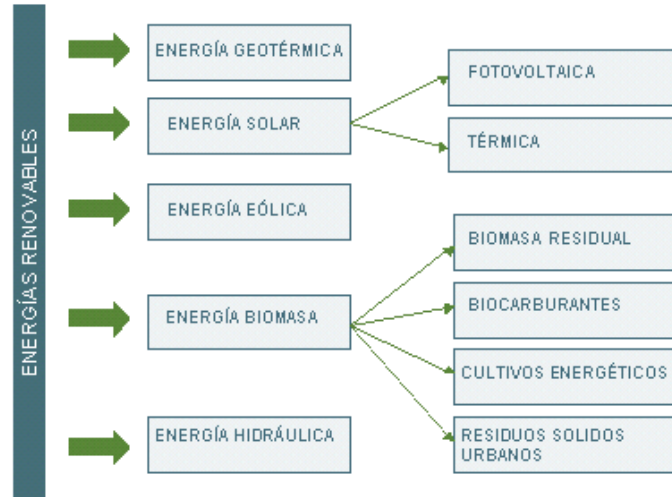 ENERGÍAS RENOVABLES
ENERGÍA GEOTÉRMICA
ENERGÍA SOLAR
FOTOVOLTAICA
TÉRMICA
ENERGÍA EÓLICA
ENERGÍA BIOMASA
BIOMASA RESIDUAL
BIOCARBURANTES
CULTIVOS ENERGÉTICOS
RESIDUOS SOLIDOS
URBANOS
ENERGÍA HIDRÁULICA